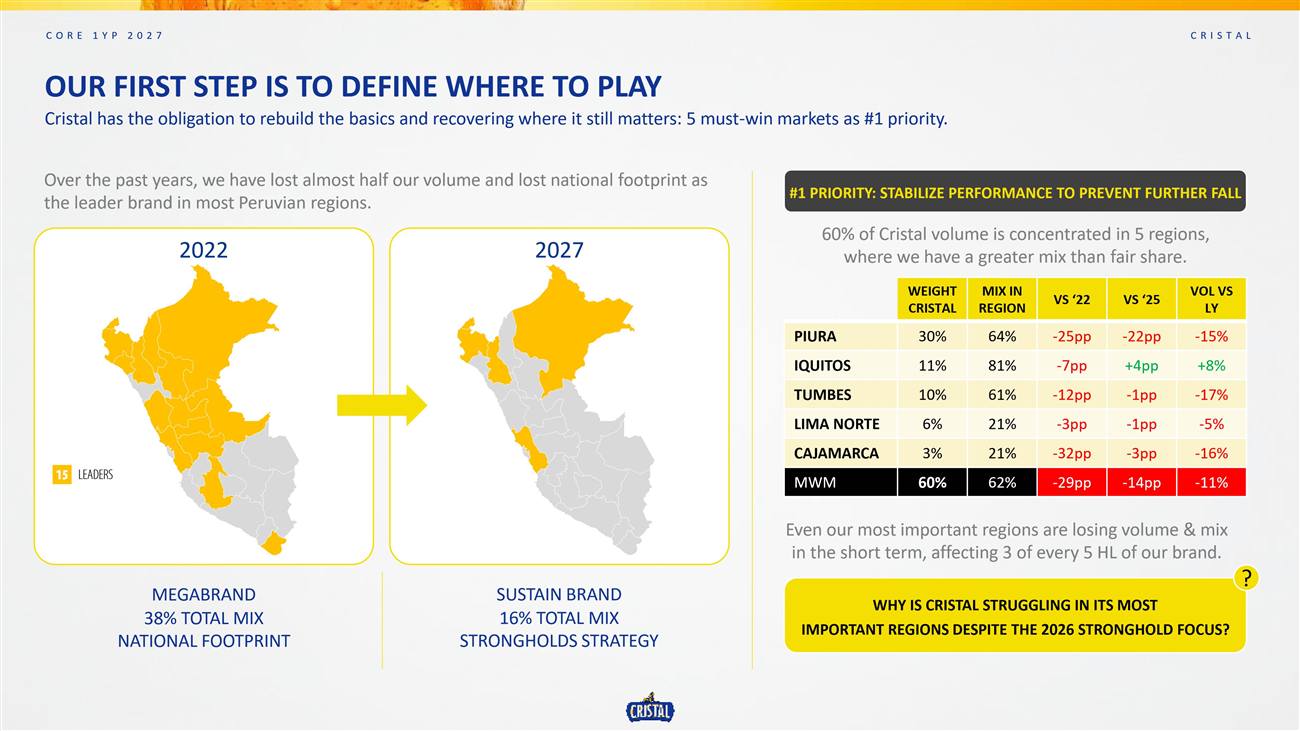 CORE 1YP 2027
CRISTAL
OUR FIRST STEP IS TO DEFINE WHERE TO PLAY
Cristal has the obligation to rebuild the basics and recovering where it still matters: 5 must-win markets as #1 priority.
Over the past years, we have lost almost half our volume and lost national footprint as
the leader brand in most Peruvian regions.
2022
15 LEADERS
2027
MEGABRAND
38% TOTAL MIX
NATIONAL FOOTPRINT
SUSTAIN BRAND
16% TOTAL MIX
STRONGHOLDS STRATEGY
#1 PRIORITY: STABILIZE PERFORMANCE TO PREVENT FURTHER FALL
60% of Cristal volume is concentrated in 5 regions,
where we have a greater mix than fair share.
WEIGHT CRISTAL MIX IN REGION VS ‘22 VS ‘25 VOL VS LY
PIURA 30% 64% -25pp -22pp -15%
IQUITOS 11% 81% -7pp +4pp +8%
TUMBES 10% 61% -12pp -1pp -17%
LIMA NORTE 6% 21% -3pp -1pp -5%
CAJAMARCA 3% 21% -32pp -3pp -16%
MWM 60% 62% -29pp -14pp -11%
Even our most important regions are losing volume & mix
in the short term, affecting 3 of every 5 HL of our brand.
?
WHY IS CRISTAL STRUGGLING IN ITS MOST
IMPORTANT REGIONS DESPITE THE 2026 STRONGHOLD FOCUS?
CRISTAL